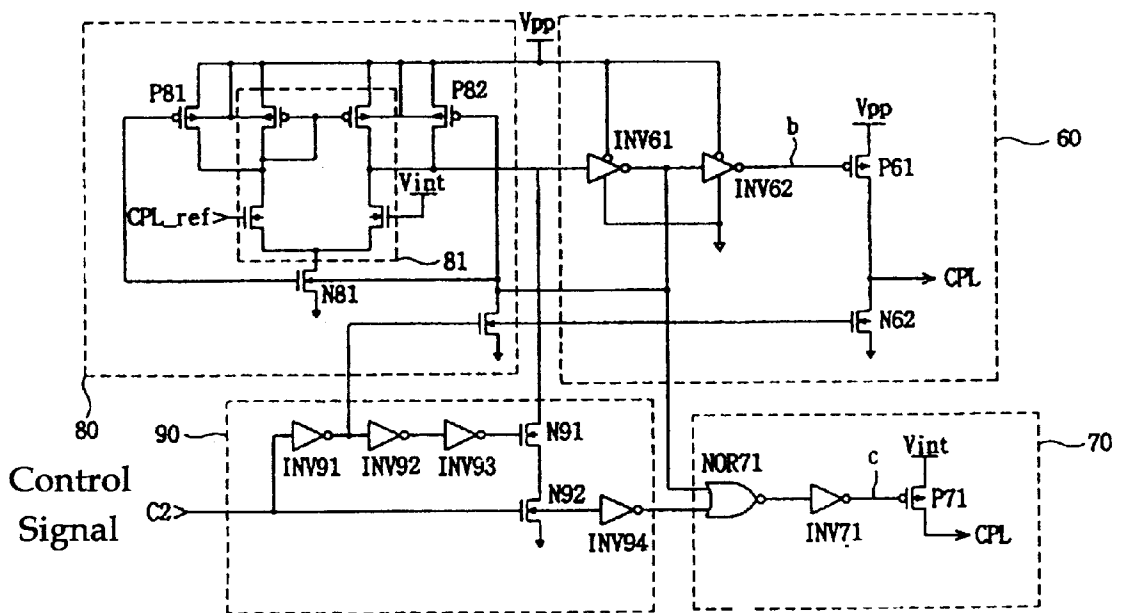 Vpp
P81
P82
Vpp
INV61
b
60
P61
INV62
Vint
CPL_ref
81
CPL
N81
N62
80
90
N91
70
INV91
INV92
INV93
NOR71
Vint
c
P71
Control
Signal
C2
N92
INV94
INV71
CPL